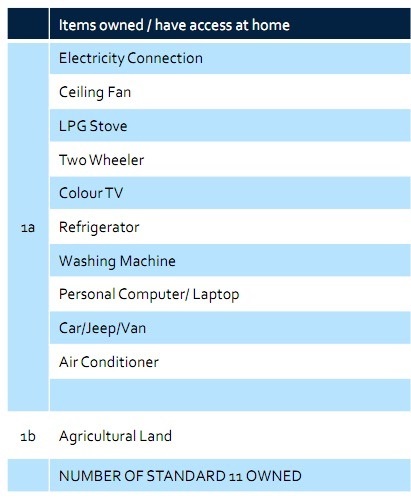 Items owned / have access at home
Electricity Connection
Ceiling Fan
LPG Stove
Two Wheeler
Colour TV
1a Refrigerator
Washing Machine
Personal Computer/ Laptop
Car/Jeep/Van
Air Conditioner
1b Agricultural Land
NUMBER OF STANDARD 11 OWNED